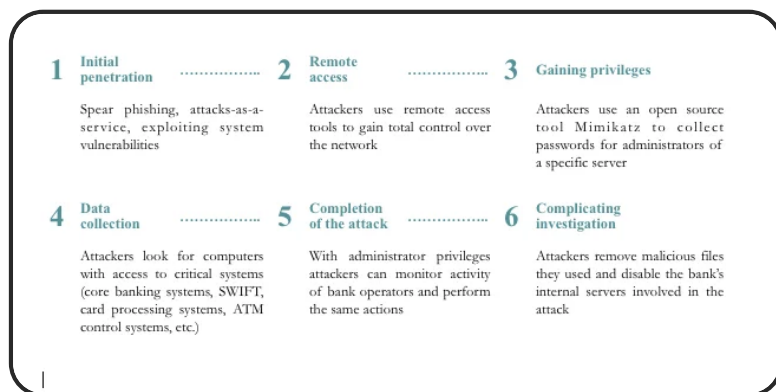 1 Initial penetration
Spear phishing, attacks-as-a-
service, exploiting system
vulnerabilities
2 Remote access
Attackers use remote access
tools to gain total control over
the network
3 Gaining privileges
Attackers use an open source
tool Mimikatz to collect
passwords for administrators of
a specific server
4 Data collection
Attackers look for computers
with access to critical systems
(core banking systems, SWIFT,
card processing systems, ATM
control systems, etc.)
5 Completion of the attack
With administrator privileges
attackers can monitor activity
of bank operators and perform
the same actions
6 Complicating investigation
Attackers remove malicious files
they used and disable the bank's
internal servers involved in the
attack